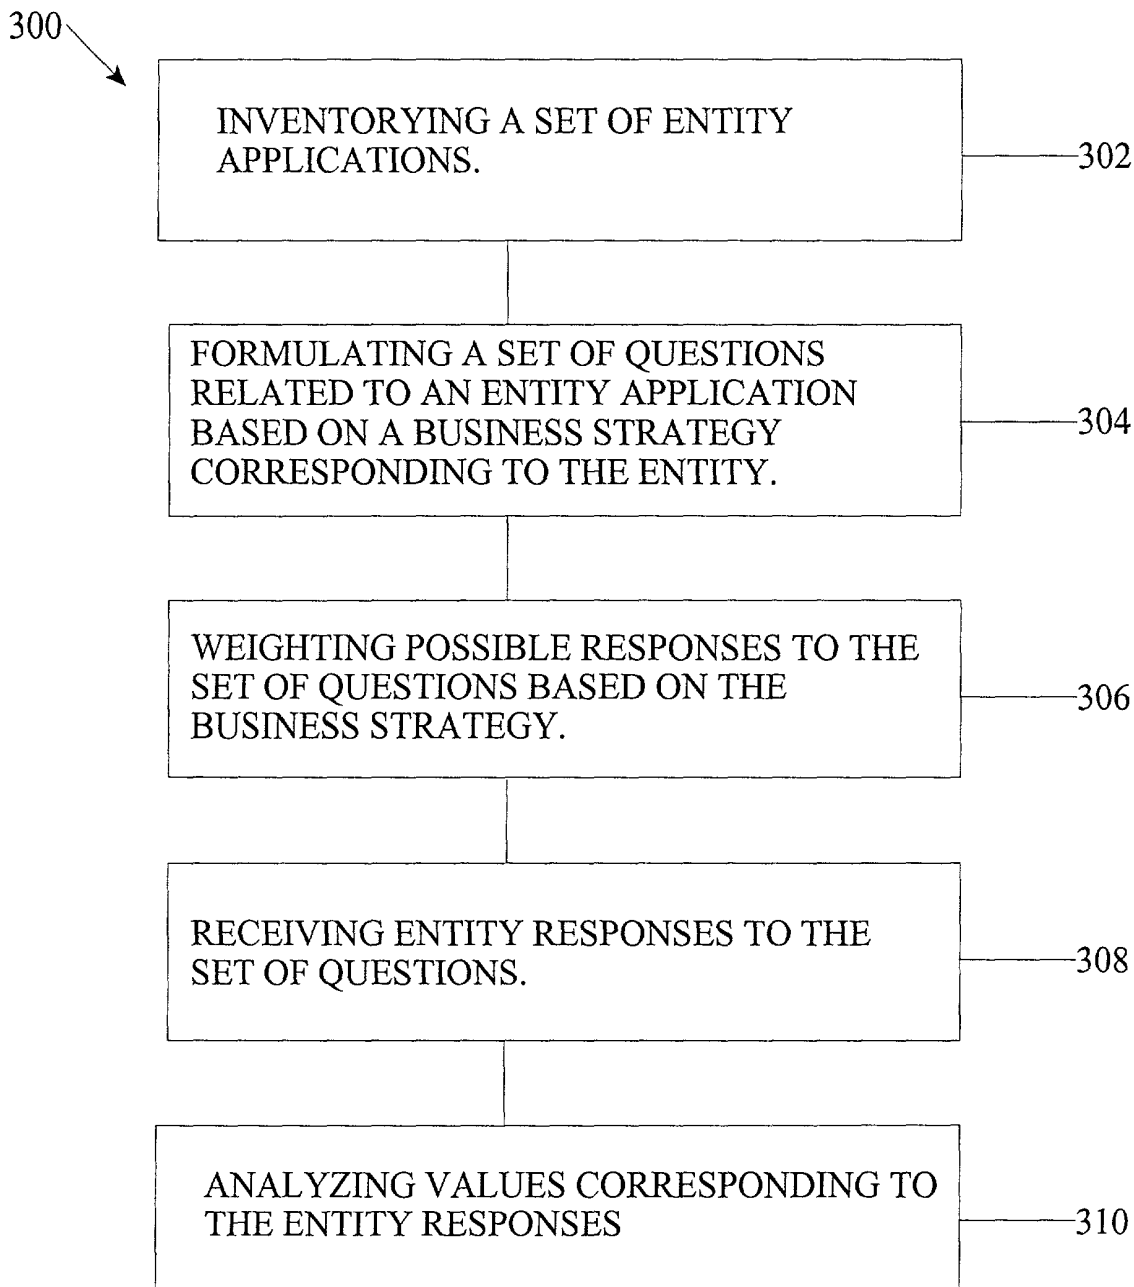 300
INVENTORYING A SET OF ENTITY
APPLICATIONS.
302
FORMULATING A SET OF QUESTIONS
RELATED TO AN ENTITY APPLICATION
BASED ON A BUSINESS STRATEGY
CORRESPONDING TO THE ENTITY.
304
WEIGHTING POSSIBLE RESPONSES TO THE
SET OF QUESTIONS BASED ON THE
BUSINESS STRATEGY.
306
RECEIVING ENTITY RESPONSES TO THE
SET OF QUESTIONS.
308
ANALYZING VALUES CORRESPONDING TO
THE ENTITY RESPONSES
310